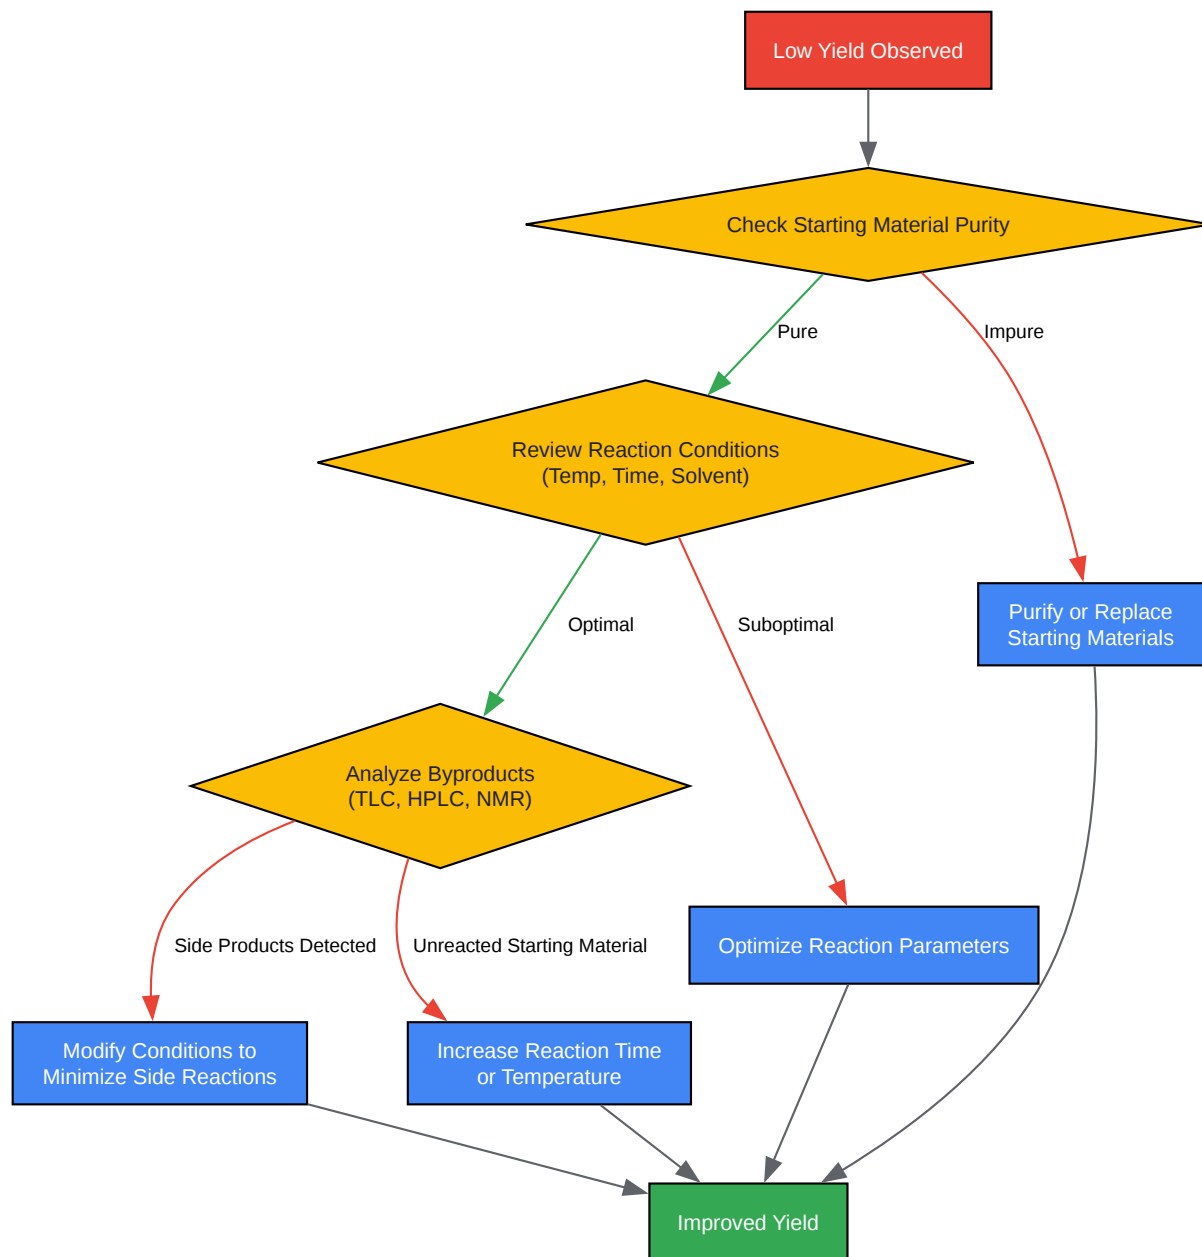 Low Yield Observed
Check Starting Material Purity
Pure
Impure
Review Reaction Conditions
(Temp, Time, Solvent)
Purify or Replace
Starting Materials
Optimal
Suboptimal
Analyze Byproducts
(TLC, HPLC, NMR)
Side Products Detected
Unreacted Starting Material
Optimize Reaction Parameters
Modify Conditions to
Minimize Side Reactions
Increase Reaction Time
or Temperature
Improved Yield